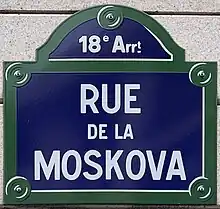 18e Arrt
RUE
DE LA
MOSKOVA